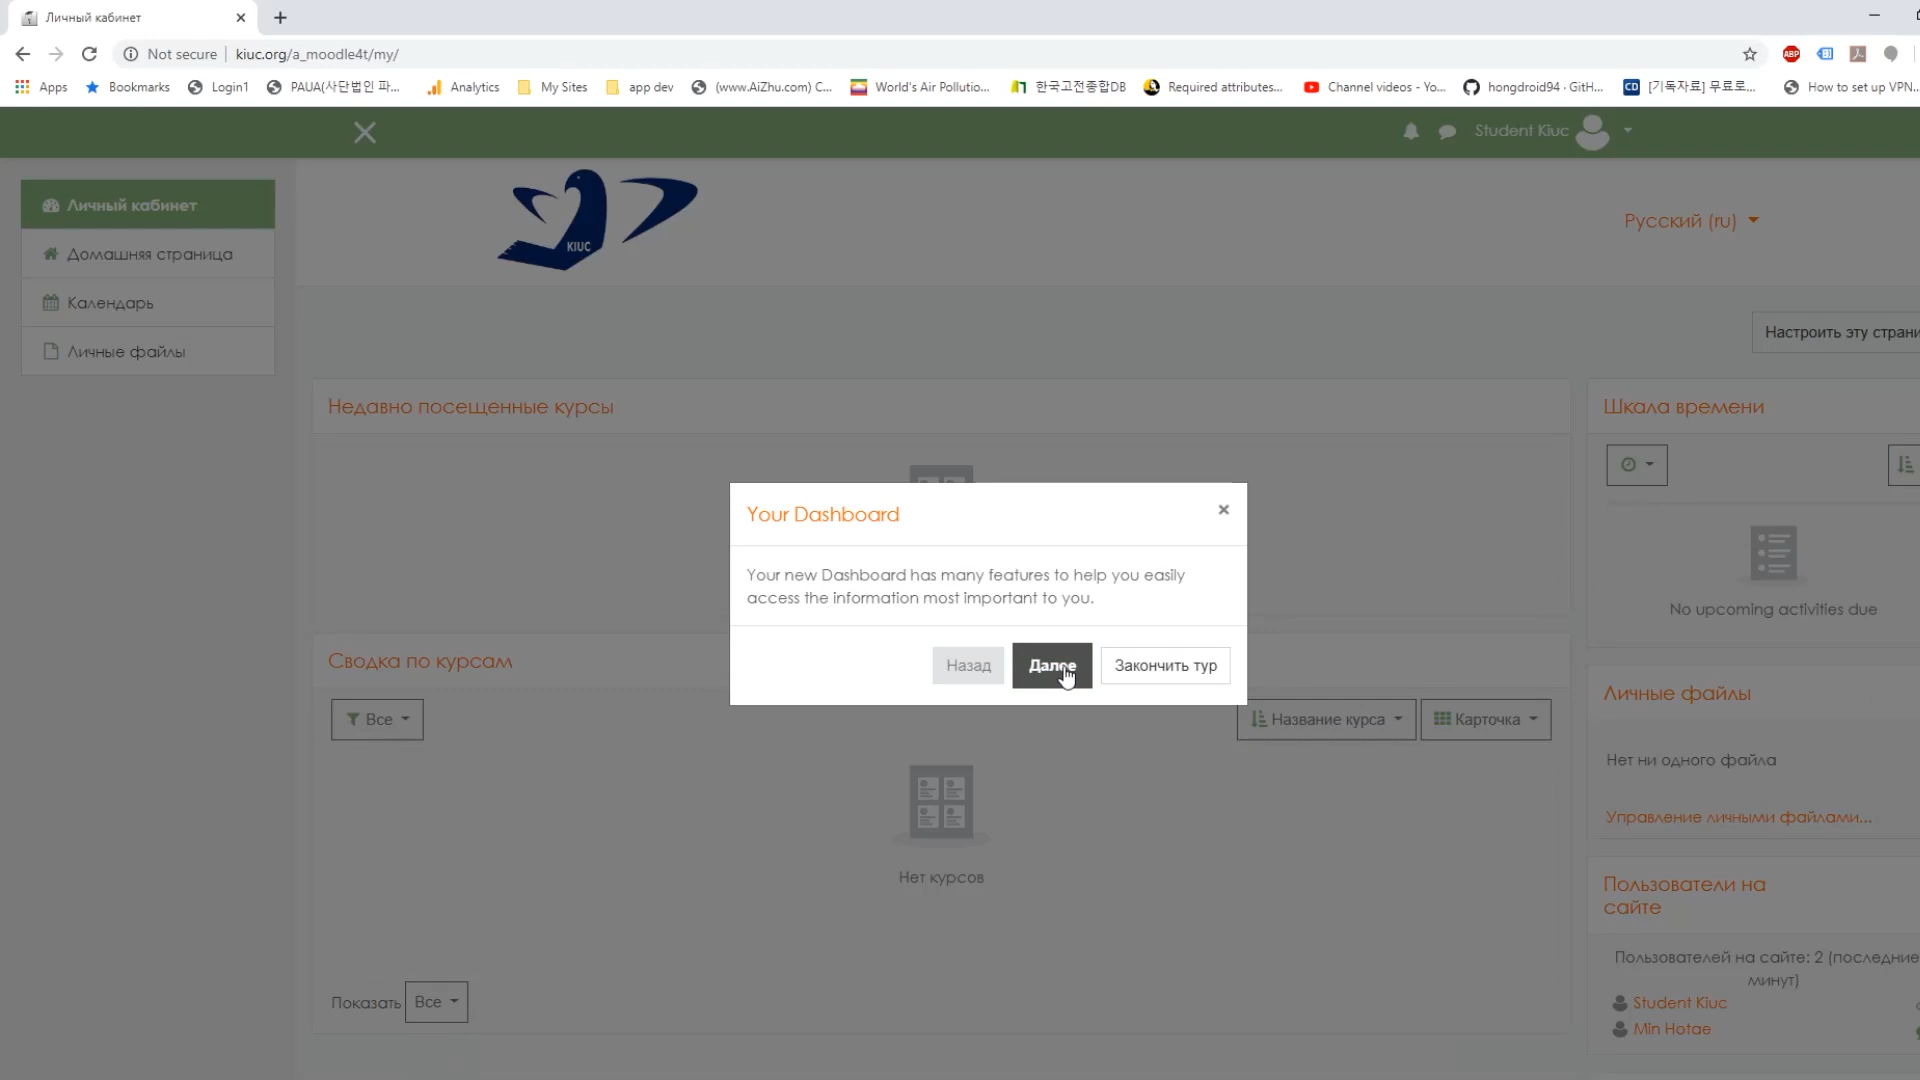 Личный кабинет
Not secure | kiuc.org/a_moodle4t/my/
ABP
Apps Bookmarks Login1 PAUA(사단법인 파... Analytics My Sites app dev (www.AiZhu.com) C... World's Air Pollutio... 한국고전종합DB Required attributes... Channel videos - Yo... hongdroid94 · GitH... CD [기독자료] 무료로... How to set up VPN...
Student Kiuc
Личный кабинет
Домашняя страница
Календарь
Личные файлы
KIUC
Русский (ru)
Настроить эту страни
Недавно посещенные курсы
Шкала времени
No upcoming activities due
Your Dashboard
Your new Dashboard has many features to help you easily
access the information most important to you.
Назад Далее Закончить тур
Сводка по курсам
Все Название курса Карточка
Нет курсов
Показать Все
Личные файлы
Нет ни одного файла
Управление личными файлами...
Пользователи на
сайте
Пользователей на сайте: 2 (последние
минут)
Student Kiuc
Min Hotae